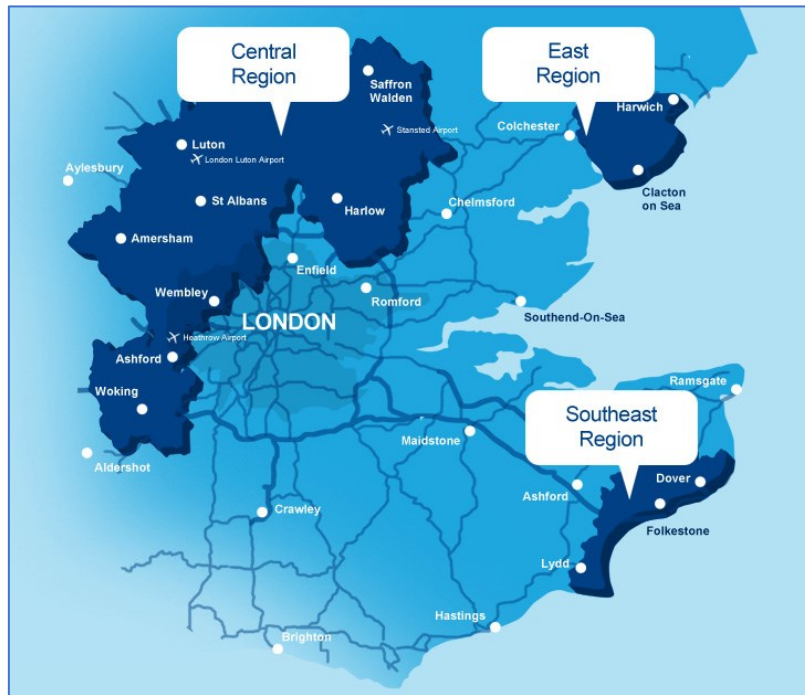 Central
Region
East
Region
Saffron
Walden
Harwich
Stansted Airport
Colchester
Luton
London Luton Airport
Aylesbury
Clacton
on Sea
St Albans
Harlow
Chelmsford
Amersham
Enfield
Wembley
Romford
Southend-On-Sea
LONDON
Heathrow Airport
Ashford
Ramsgate
Woking
Southeast
Region
Maidstone
Aldershot
Dover
Ashford
Crawley
Folkestone
Lydd
Hastings
Brighton